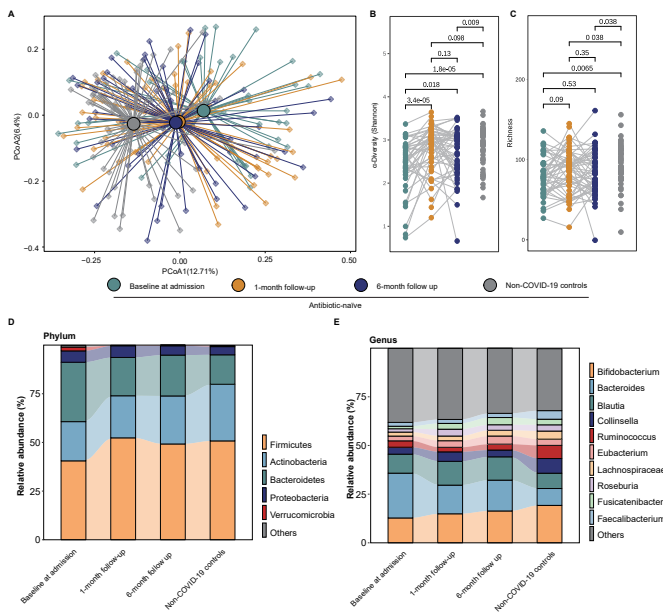 A
0.2
0.0
−0.2
−0.4
PCoA2(6.4%)
−0.25
0.00
0.25
0.50
PCoA1(12.71%)
B
0.009
0.098
0.13
1.8e-05
0.018
3.4e-05
5
4
3
2
1
α-Diversity (Shannon)
C
0.038
0 038
0.35
0.0065
0.53
0.09
200
100
0
Richness
Baseline at admission
1-month follow-up
6-month follow up
Non-COVID-19 controls
Antibiotic-naïve
D
Phylum
75
50
25
0
Relative abundance (%)
Baseline at admission
1-month follow-up
6-month follow up
Non-COVID-19 controls
Firmicutes
Actinobacteria
Bacteroidetes
Proteobacteria
Verrucomicrobia
Others
E
Genus
75
50
25
0
Relative abundance (%)
Baseline at admission
1-month follow-up
6-month follow up
Non-COVID-19 controls
Bifidobacterium
Bacteroides
Blautia
Collinsella
Ruminococcus
Eubacterium
Lachnospiraceae
Roseburia
Fusicatenibacter
Faecalibacterium
Others